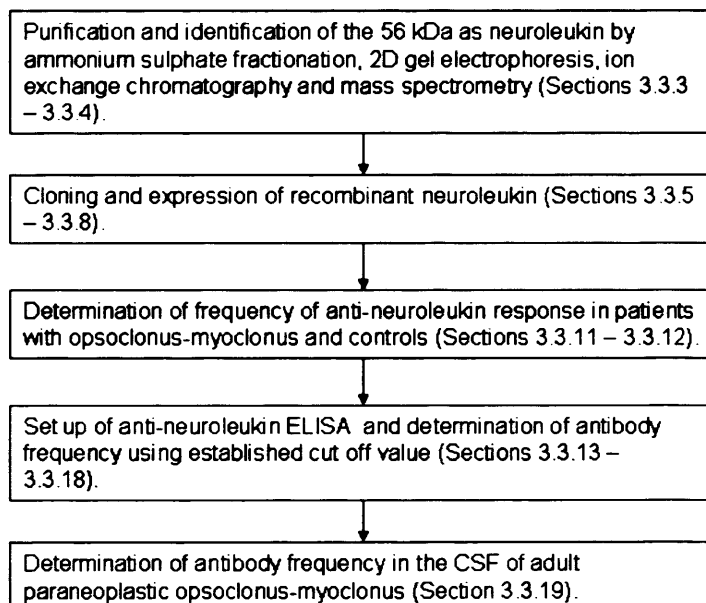 Purification and identification of the 56 kDa as neuroleukin by
ammonium sulphate fractionation, 2D gel electrophoresis, ion
exchange chromatography and mass spectrometry (Sections 3.3.3
– 3.3.4).
Cloning and expression of recombinant neuroleukin (Sections 3.3.5
– 3.3.8).
Determination of frequency of anti-neuroleukin response in patients
with opsoclonus-myoclonus and controls (Sections 3.3.11 – 3.3.12).
Set up of anti-neuroleukin ELISA and determination of antibody
frequency using established cut off value (Sections 3.3.13 –
3.3.18).
Determination of antibody frequency in the CSF of adult
paraneoplastic opsoclonus-myoclonus (Section 3.3.19).